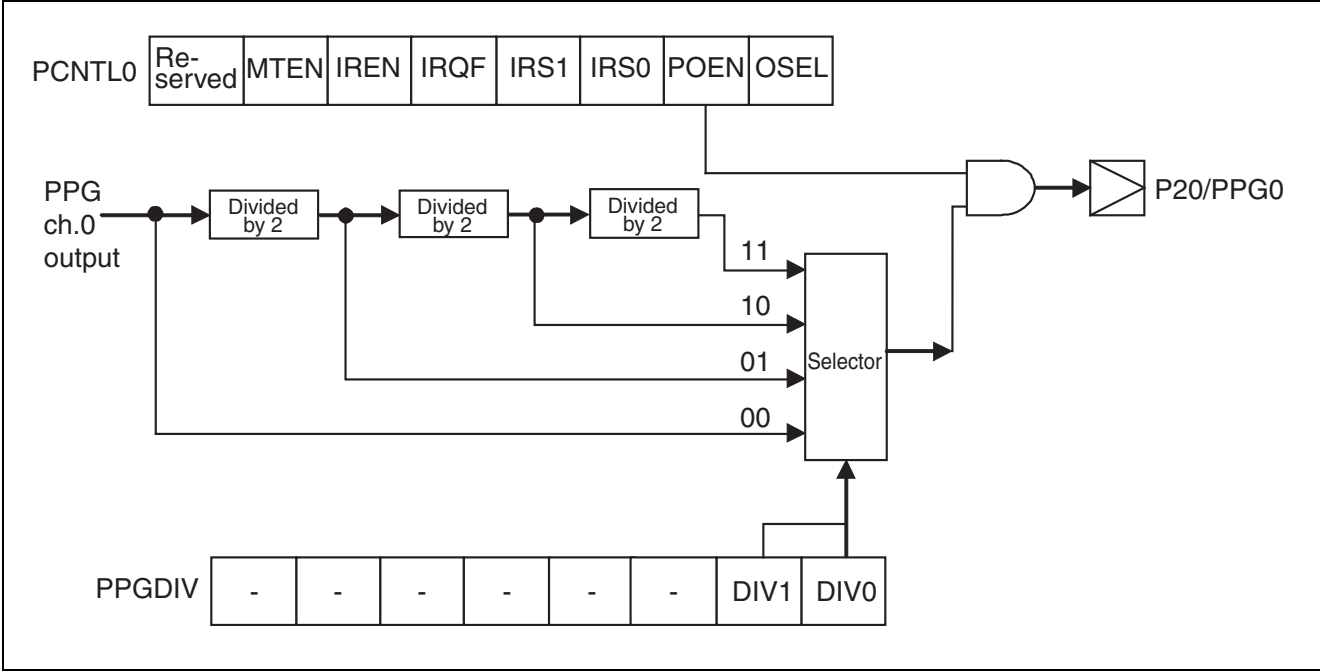 PCNTL0 Re-served MTEN IREN IRQF IRS1 IRS0 POEN OSEL
PPG
ch.0
output
Divided
by 2
Divided
by 2
Divided
by 2
P20/PPG0
11
10
01
00
Selector
PPGDIV - - - - - - DIV1 DIV0